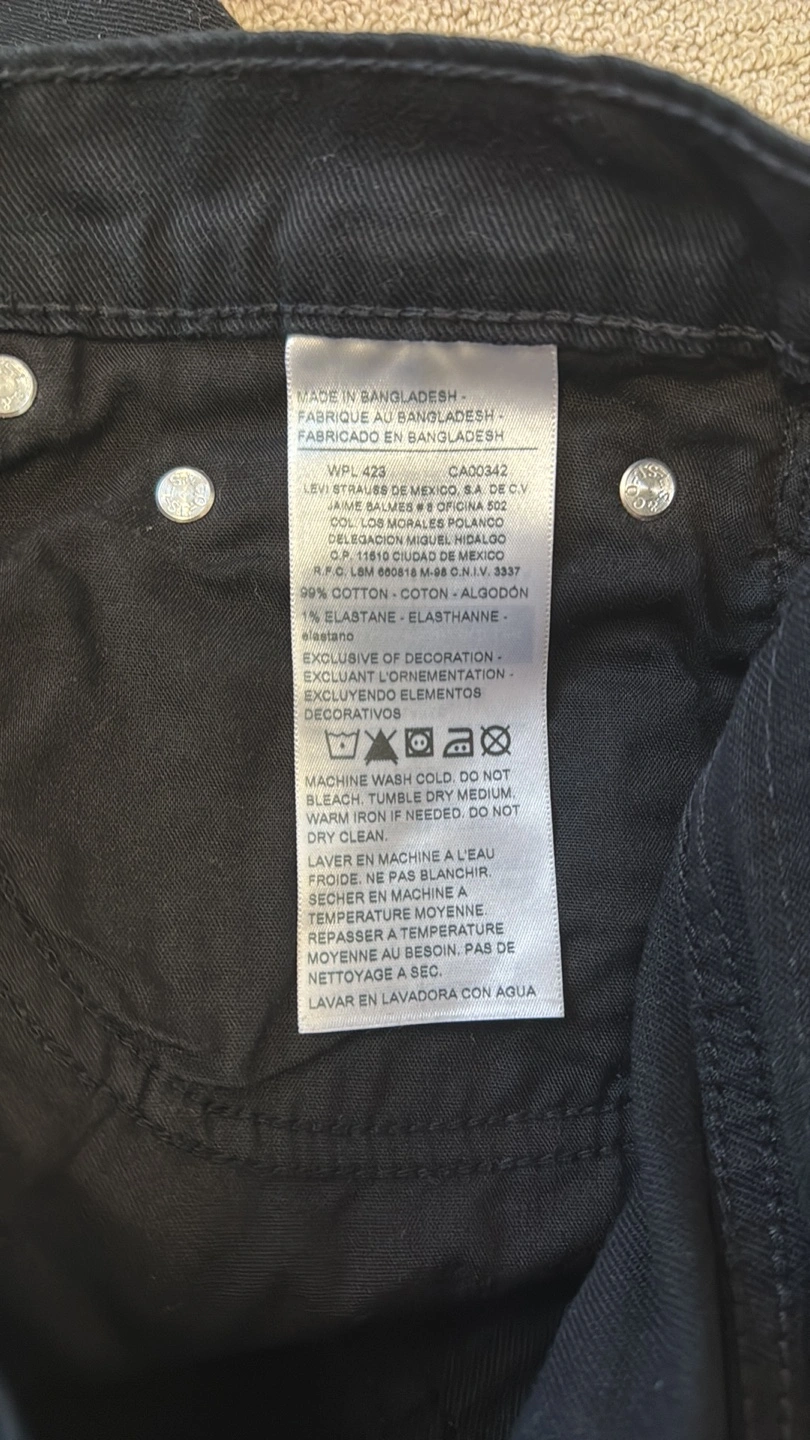 MADE IN BANGLADESH -
FABRIQUE AU BANGLADESH -
FABRICADO EN BANGLADESH
WPL 423 CA00342
LEVI STRAUSS DE MEXICO, S.A. DE C.V
JAIME BALMES # 8 OFICINA 502
COL. LOS MORALES POLANCO
DELEGACION MIGUEL HIDALGO
C.P. 11510 CIUDAD DE MEXICO
R.F.C. LSM 660818 M-98 C.N.I.V. 3337
99% COTTON - COTON - ALGODÓN
1% ELASTANE - ELASTHANNE -
elastano
EXCLUSIVE OF DECORATION -
EXCLUANT L'ORNEMENTATION -
EXCLUYENDO ELEMENTOS
DECORATIVOS
MACHINE WASH COLD. DO NOT
BLEACH. TUMBLE DRY MEDIUM.
WARM IRON IF NEEDED. DO NOT
DRY CLEAN.
LAVER EN MACHINE A L'EAU
FROIDE. NE PAS BLANCHIR.
SECHER EN MACHINE A
TEMPERATURE MOYENNE.
REPASSER A TEMPERATURE
MOYENNE AU BESOIN. PAS DE
NETTOYAGE A SEC.
LAVAR EN LAVADORA CON AGUA